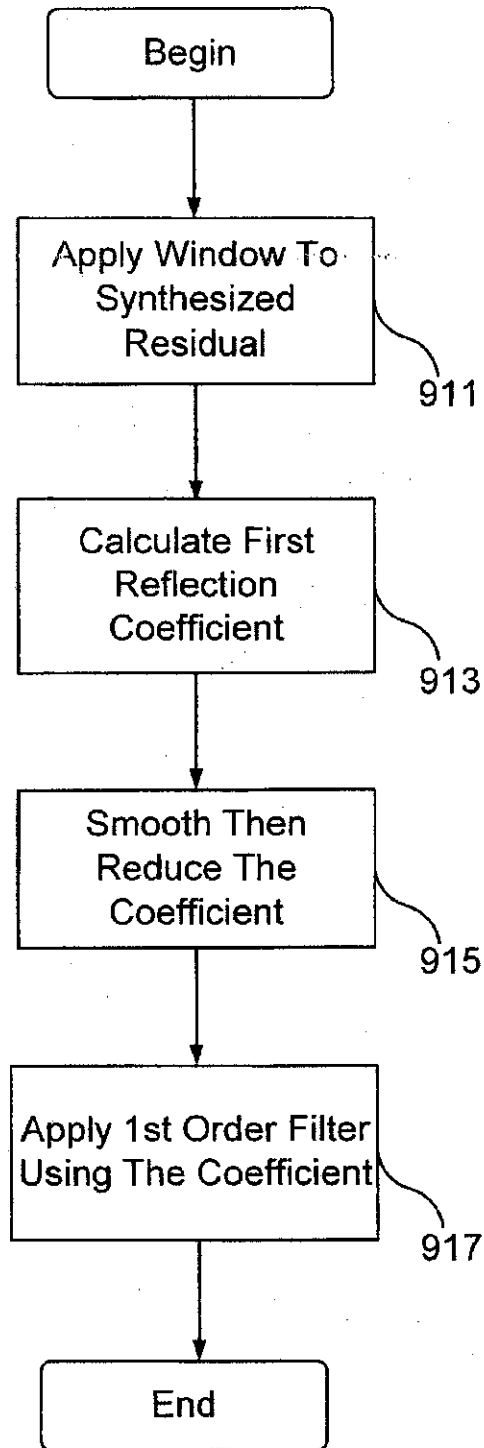 Begin
Apply Window To
Synthesized
Residual
911
Calculate First
Reflection
Coefficient
913
Smooth Then
Reduce The
Coefficient
915
Apply 1st Order Filter
Using The Coefficient
917
End